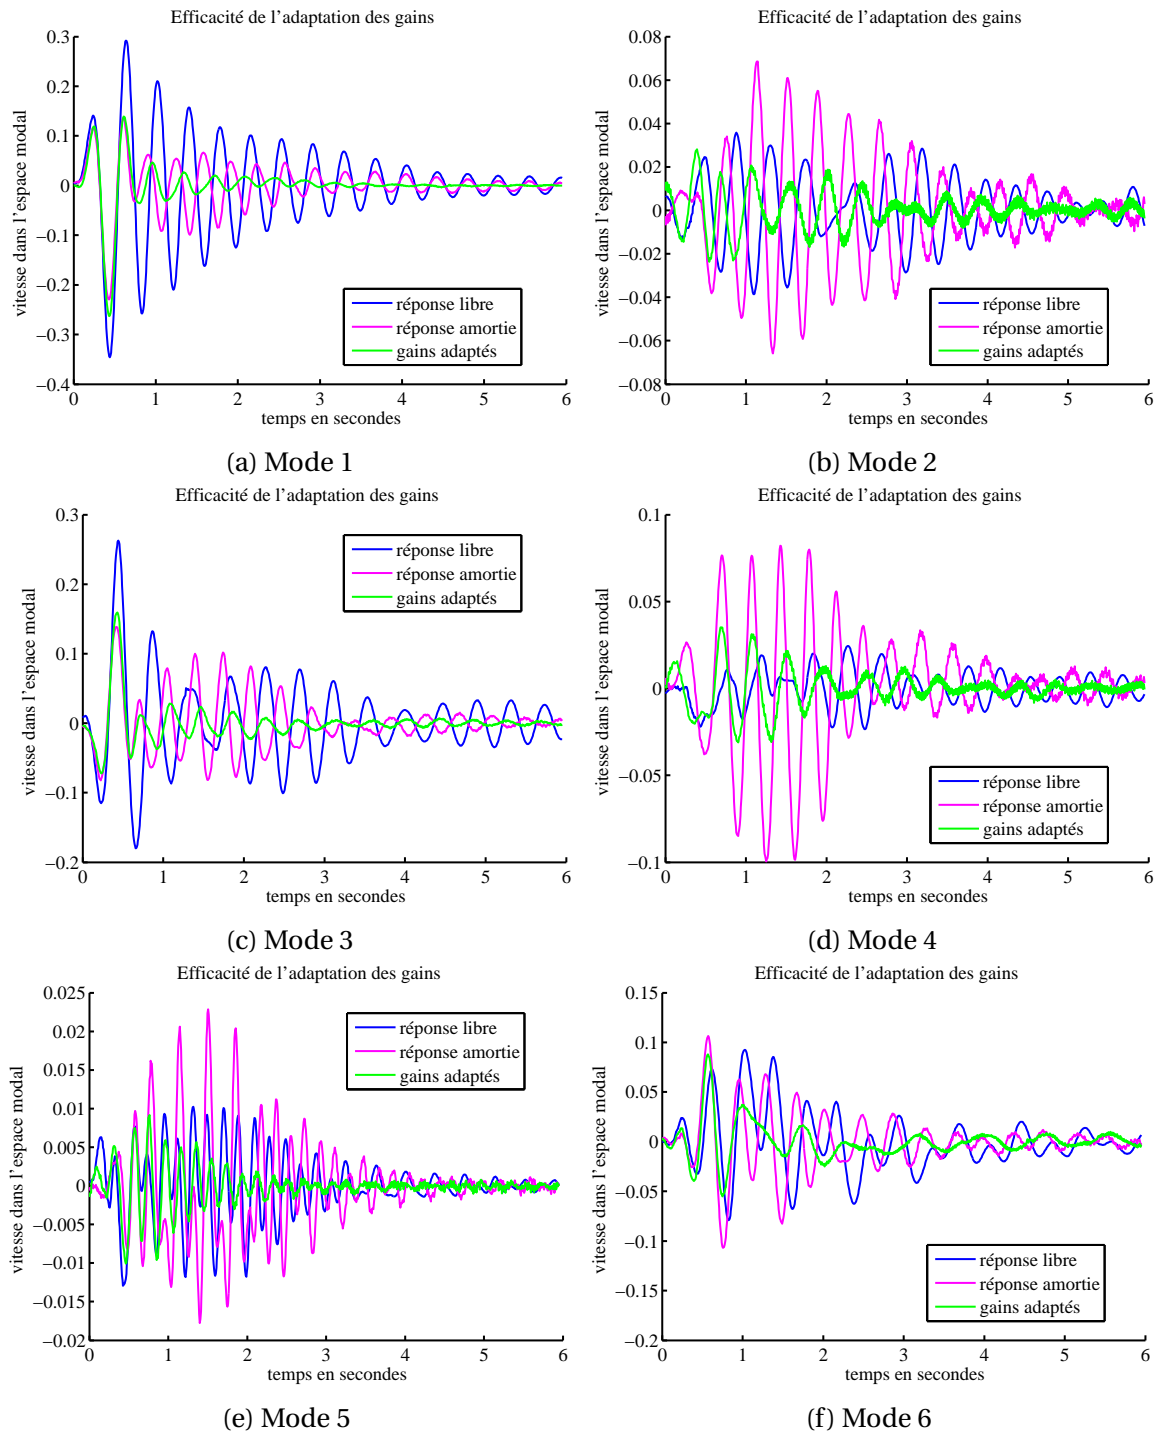 Efficacité de l’adaptation des gains
vitesse dans l’espace modal
0.3
0.2
0.1
0
−0.1
−0.2
−0.3
−0.4
0 1 2 3 4 5 6
temps en secondes
réponse libre
réponse amortie
gains adaptés
(a) Mode 1
Efficacité de l’adaptation des gains
vitesse dans l’espace modal
0.08
0.06
0.04
0.02
0
−0.02
−0.04
−0.06
−0.08
0 1 2 3 4 5 6
temps en secondes
réponse libre
réponse amortie
gains adaptés
(b) Mode 2
Efficacité de l’adaptation des gains
vitesse dans l’espace modal
0.3
0.2
0.1
0
−0.1
−0.2
0 1 2 3 4 5 6
temps en secondes
réponse libre
réponse amortie
gains adaptés
(c) Mode 3
Efficacité de l’adaptation des gains
vitesse dans l’espace modal
0.1
0.05
0
−0.05
−0.1
0 1 2 3 4 5 6
temps en secondes
réponse libre
réponse amortie
gains adaptés
(d) Mode 4
Efficacité de l’adaptation des gains
vitesse dans l’espace modal
0.025
0.02
0.015
0.01
0.005
0
−0.005
−0.01
−0.015
−0.02
0 1 2 3 4 5 6
temps en secondes
réponse libre
réponse amortie
gains adaptés
(e) Mode 5
Efficacité de l’adaptation des gains
vitesse dans l’espace modal
0.15
0.1
0.05
0
−0.05
−0.1
−0.15
−0.2
0 1 2 3 4 5 6
temps en secondes
réponse libre
réponse amortie
gains adaptés
(f) Mode 6